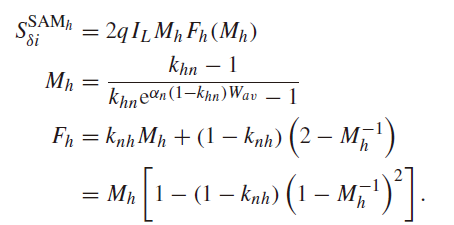 S_{δi}^{SAM_h} = 2qI_L M_h F_h(M_h)
M_h = \frac{k_{hn} − 1}{k_{hn}e^{α_n(1−k_{hn})W_{av}} − 1}
F_h = k_{nh}M_h + (1 − k_{nh})(2 − M_h^{−1})
= M_h[1 − (1 − k_{nh})(1 − M_h^{−1})^2].